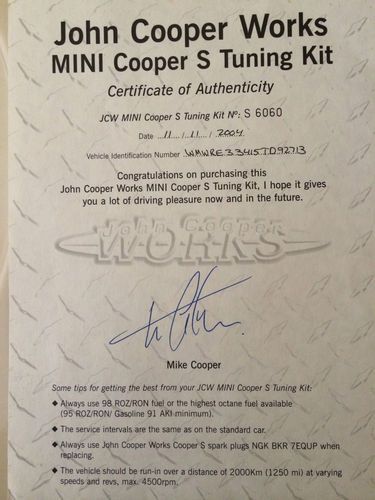 John Cooper Works
MINI Cooper S Tuning Kit
Certificate of Authenticity
JCW MINI Cooper S Tuning Kit Nº: S 6060
Date ..11..../..11..../..2004
Vehicle Identification Number WMWRE33415TD92713
Congratulations on purchasing this
John Cooper Works MINI Cooper S Tuning Kit, I hope it gives
you a lot of driving pleasure now and in the future.
John Cooper
WORKS
Mike Cooper
Some tips for getting the best from your JCW MINI Cooper S Tuning Kit:
◆ Always use 98 ROZ/RON fuel or the highest octane fuel available
(95 ROZ/RON/ Gasoline 91 AKI minimum).
◆ The service intervals are the same as on the standard car.
◆ Always use John Cooper Works Cooper S spark plugs NGK BKR 7EQUP when
replacing.
◆ The vehicle should be run-in over a distance of 2000Km (1250 mi) at varying
speeds and revs, max. 4500rpm.